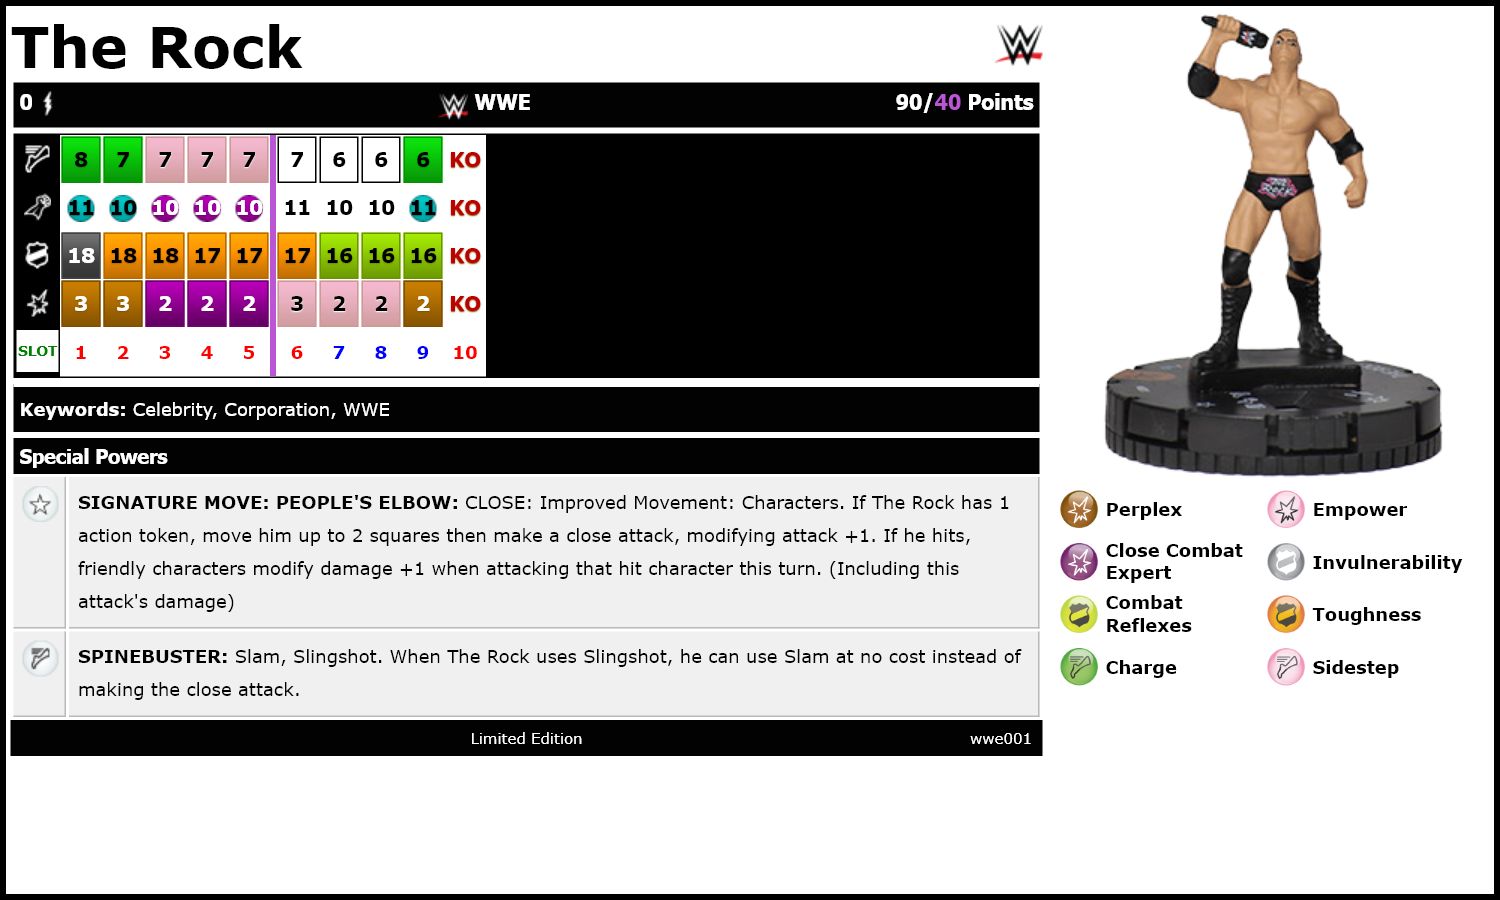 The Rock
W
0 WWE 90/40 Points
8 7 7 7 7 7 6 6 6 KO
11 10 10 10 10 11 10 10 11 KO
18 18 18 17 17 17 16 16 16 KO
3 3 2 2 2 3 2 2 2 KO
SLOT 1 2 3 4 5 6 7 8 9 10
Keywords: Celebrity, Corporation, WWE
Special Powers
SIGNATURE MOVE: PEOPLE'S ELBOW: CLOSE: Improved Movement: Characters. If The Rock has 1
action token, move him up to 2 squares then make a close attack, modifying attack +1. If he hits,
friendly characters modify damage +1 when attacking that hit character this turn. (Including this
attack's damage)
SPINEBUSTER: Slam, Slingshot. When The Rock uses Slingshot, he can use Slam at no cost instead of
making the close attack.
Limited Edition wwe001
Perplex
Empower
Close Combat
Expert
Invulnerability
Combat
Reflexes
Toughness
Charge
Sidestep